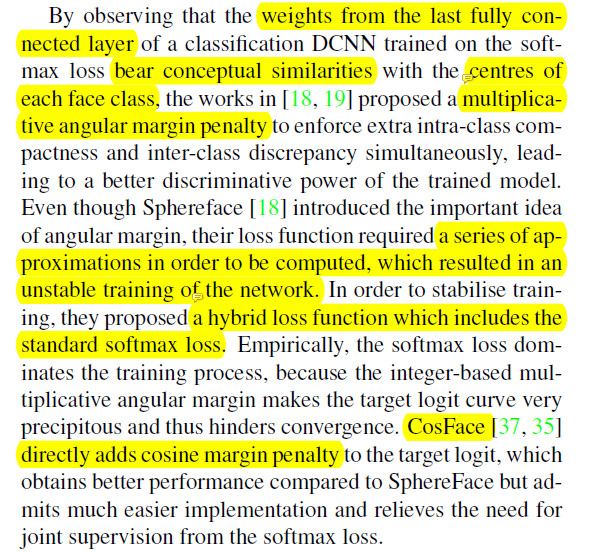 By observing that the weights from the last fully con-
nected layer of a classification DCNN trained on the soft-
max loss bear conceptual similarities with the centres of
each face class, the works in [18, 19] proposed a multiplica-
tive angular margin penalty to enforce extra intra-class com-
pactness and inter-class discrepancy simultaneously, lead-
ing to a better discriminative power of the trained model.
Even though Sphereface [18] introduced the important idea
of angular margin, their loss function required a series of ap-
proximations in order to be computed, which resulted in an
unstable training of the network. In order to stabilise train-
ing, they proposed a hybrid loss function which includes the
standard softmax loss. Empirically, the softmax loss dom-
inates the training process, because the integer-based mul-
tiplicative angular margin makes the target logit curve very
precipitous and thus hinders convergence. CosFace [37, 35]
directly adds cosine margin penalty to the target logit, which
obtains better performance compared to SphereFace but ad-
mits much easier implementation and relieves the need for
joint supervision from the softmax loss.